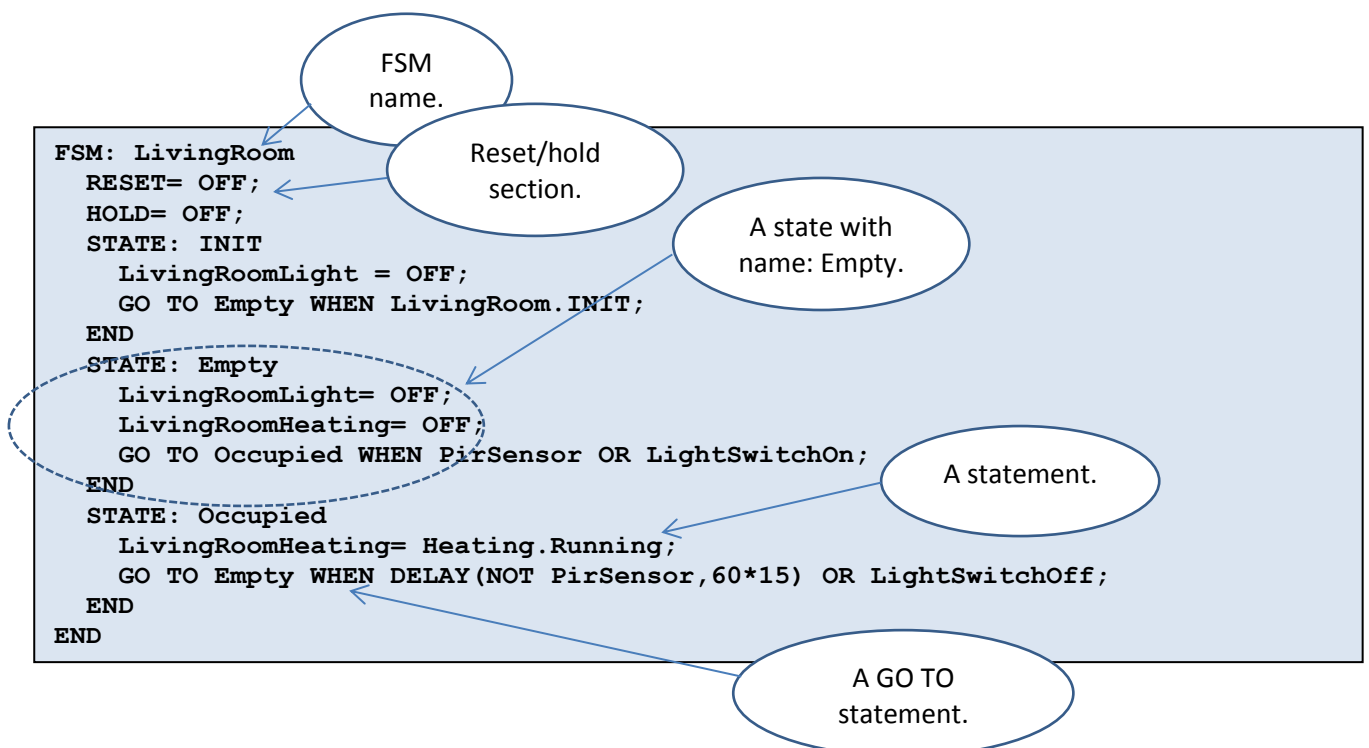 FSM
name.
Reset/hold
section.
A state with
name: Empty.
FSM: LivingRoom
  RESET= OFF;
  HOLD= OFF;
  STATE: INIT
    LivingRoomLight = OFF;
    GO TO Empty WHEN LivingRoom.INIT;
  END
  STATE: Empty
    LivingRoomLight= OFF;
    LivingRoomHeating= OFF;
    GO TO Occupied WHEN PirSensor OR LightSwitchOn;
  END
  STATE: Occupied
    LivingRoomHeating= Heating.Running;
    GO TO Empty WHEN DELAY(NOT PirSensor,60*15) OR LightSwitchOff;
  END
END
A statement.
A GO TO
statement.